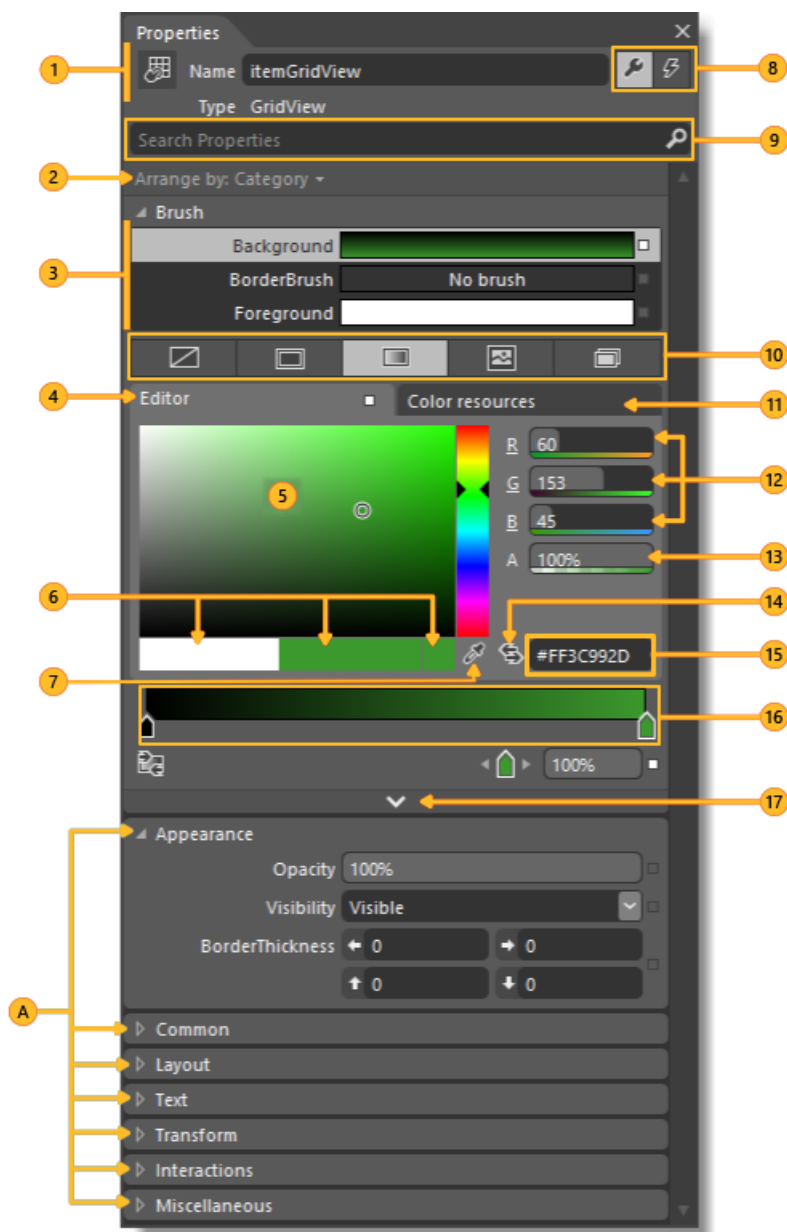 Properties
1
Name itemGridView
8
Type GridView
Search Properties
9
2
Arrange by: Category
Brush
Background
3
BorderBrush No brush
Foreground
10
4
Editor
Color resources
11
R 60
5
G 153
12
B 45
A 100%
13
6
14
#FF3C992D
15
7
16
100%
17
Appearance
Opacity 100%
Visibility Visible
BorderThickness 0 0
0 0
A
Common
Layout
Text
Transform
Interactions
Miscellaneous